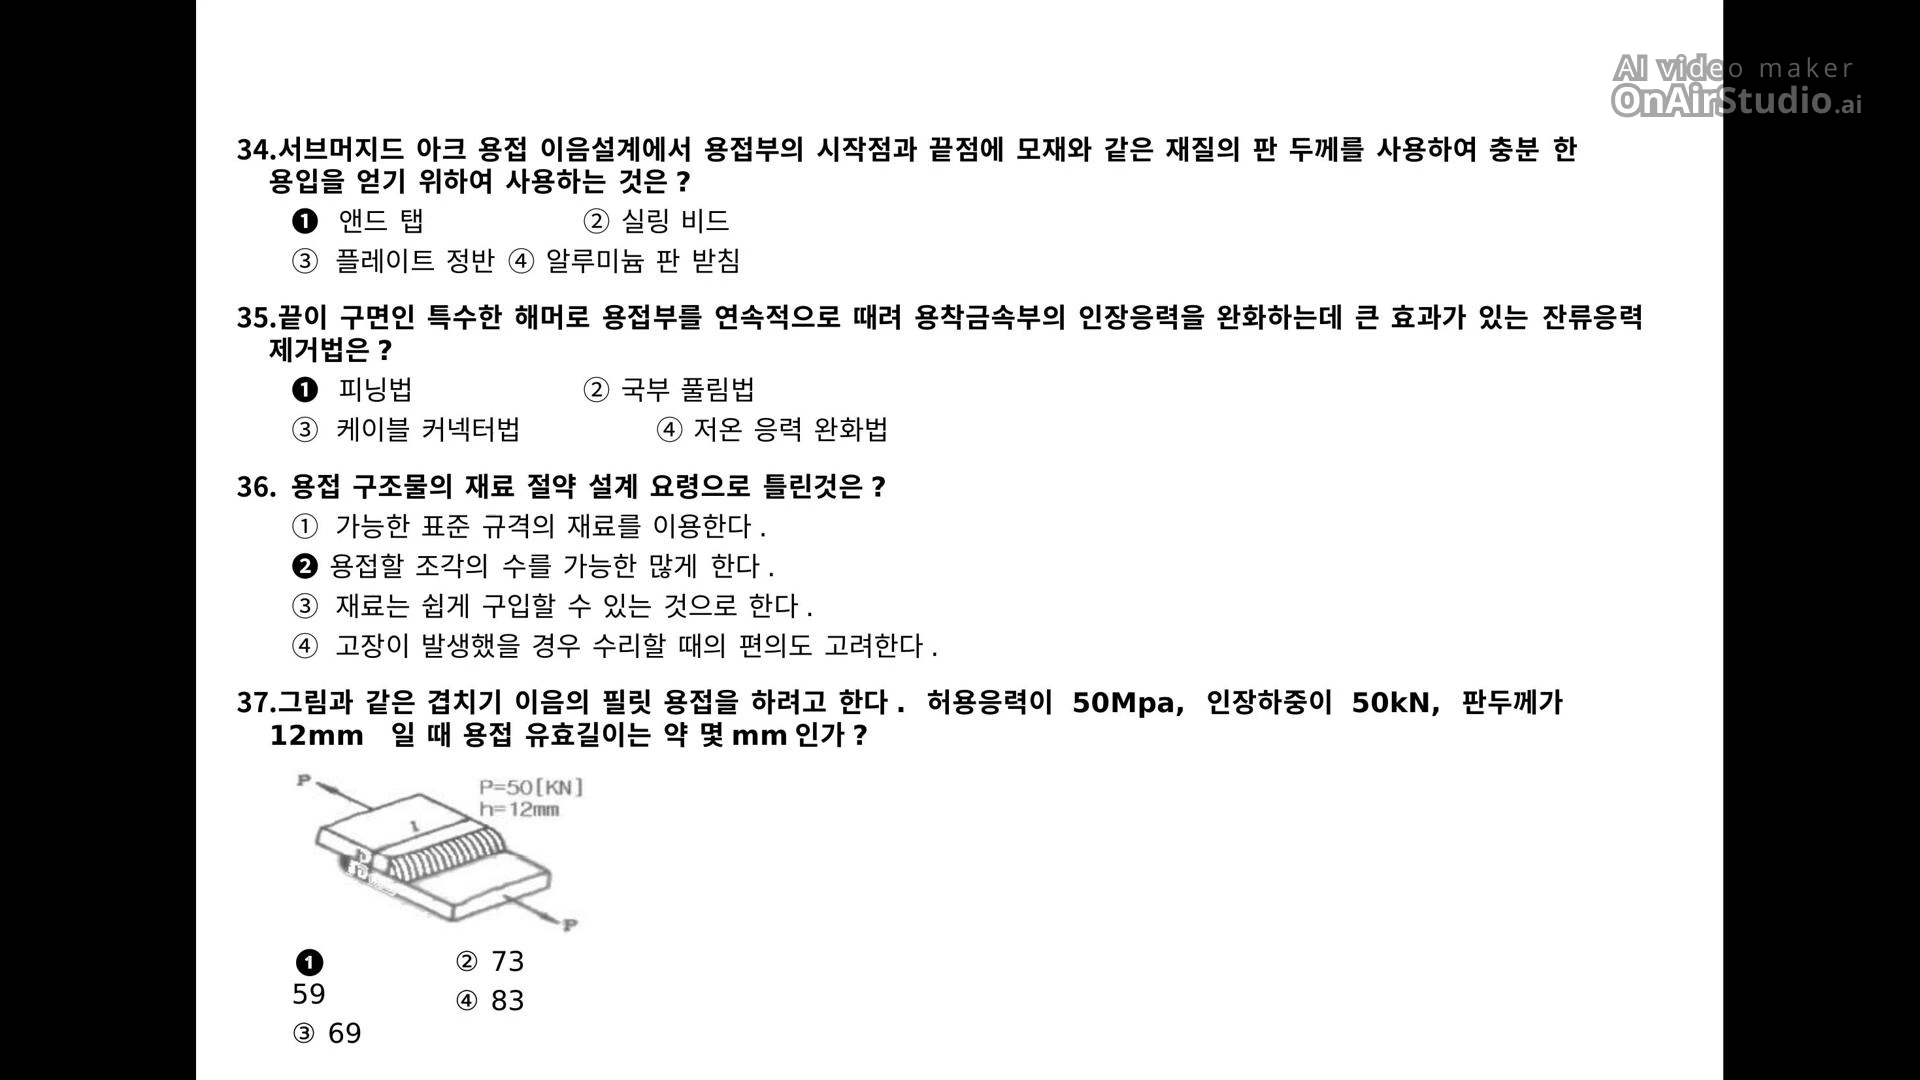 AI video maker
OnAirStudio.ai
34.서브머지드 아크 용접 이음설계에서 용접부의 시작점과 끝점에 모재와 같은 재질의 판 두께를 사용하여 충분 한
용입을 얻기 위하여 사용하는 것은 ?
❶ 앤드 탭 ② 실링 비드
③ 플레이트 정반 ④ 알루미늄 판 받침
35.끝이 구면인 특수한 해머로 용접부를 연속적으로 때려 용착금속부의 인장응력을 완화하는데 큰 효과가 있는 잔류응력
제거법은 ?
❶ 피닝법 ② 국부 풀림법
③ 케이블 커넥터법 ④ 저온 응력 완화법
36. 용접 구조물의 재료 절약 설계 요령으로 틀린것은 ?
① 가능한 표준 규격의 재료를 이용한다 .
❷ 용접할 조각의 수를 가능한 많게 한다 .
③ 재료는 쉽게 구입할 수 있는 것으로 한다 .
④ 고장이 발생했을 경우 수리할 때의 편의도 고려한다 .
37.그림과 같은 겹치기 이음의 필릿 용접을 하려고 한다 . 허용응력이 50Mpa, 인장하중이 50kN, 판두께가
12mm 일 때 용접 유효길이는 약 몇 mm 인가 ?
P
P=50[KN]
h=12mm
l
P
❶ ② 73
59
④ 83
③ 69